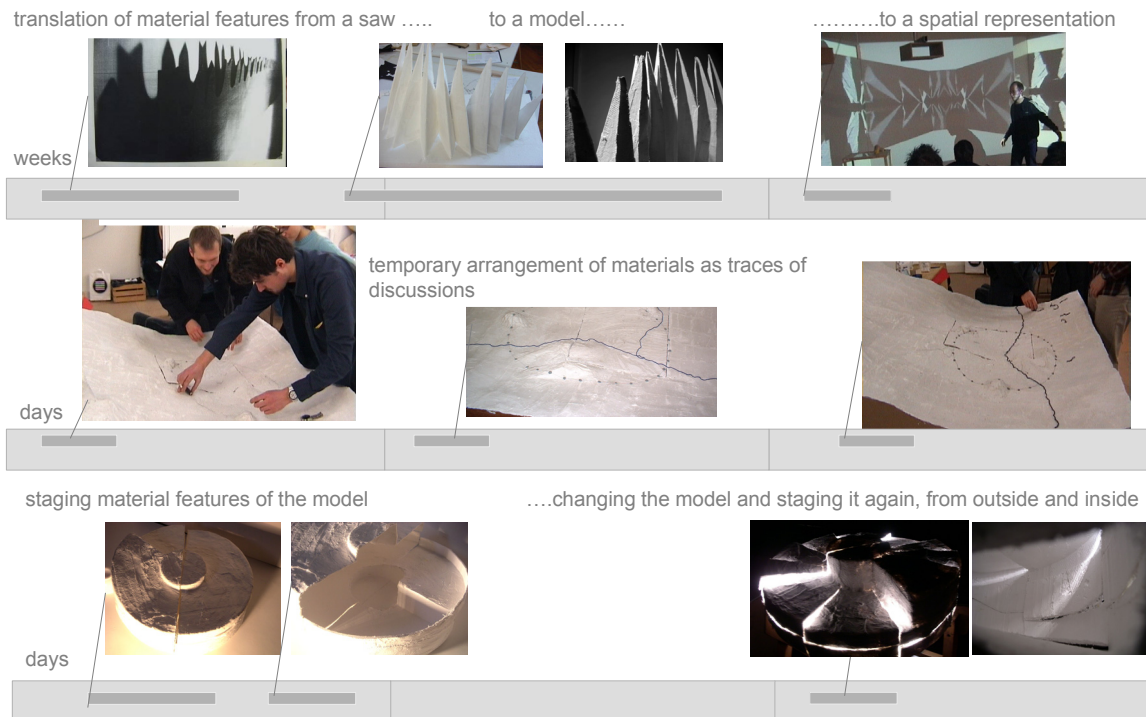 translation of material features from a saw ….. to a model…… ……….to a spatial representation
weeks
temporary arrangement of materials as traces of
discussions
days
staging material features of the model ….changing the model and staging it again, from outside and inside
days